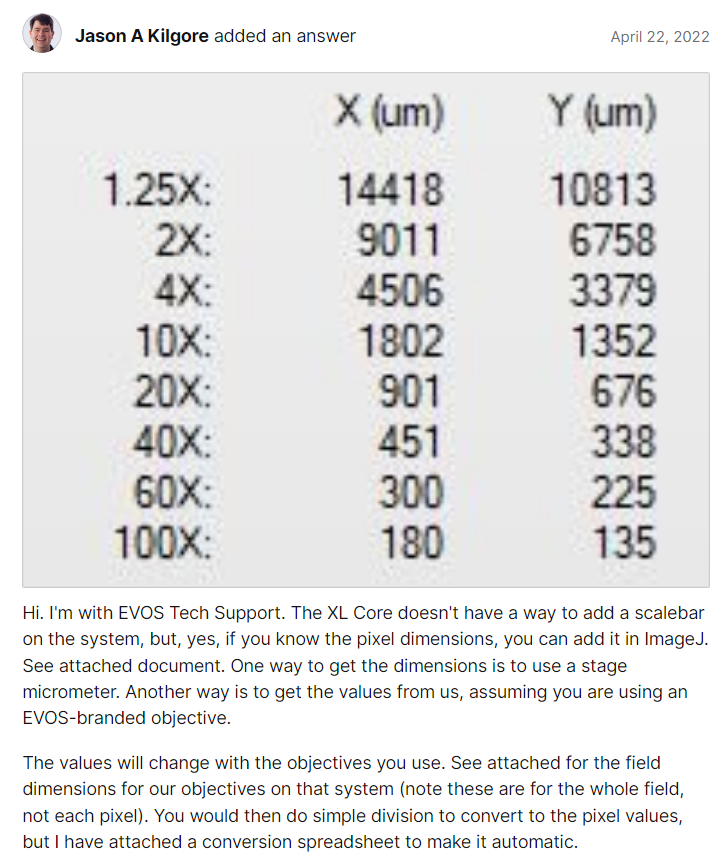 Jason A Kilgore added an answer April 22, 2022
X (um) Y (um)
1.25X: 14418 10813
2X: 9011 6758
4X: 4506 3379
10X: 1802 1352
20X: 901 676
40X: 451 338
60X: 300 225
100X: 180 135
Hi. I'm with EVOS Tech Support. The XL Core doesn't have a way to add a scalebar
on the system, but, yes, if you know the pixel dimensions, you can add it in ImageJ.
See attached document. One way to get the dimensions is to use a stage
micrometer. Another way is to get the values from us, assuming you are using an
EVOS-branded objective.
The values will change with the objectives you use. See attached for the field
dimensions for our objectives on that system (note these are for the whole field,
not each pixel). You would then do simple division to convert to the pixel values,
but I have attached a conversion spreadsheet to make it automatic.